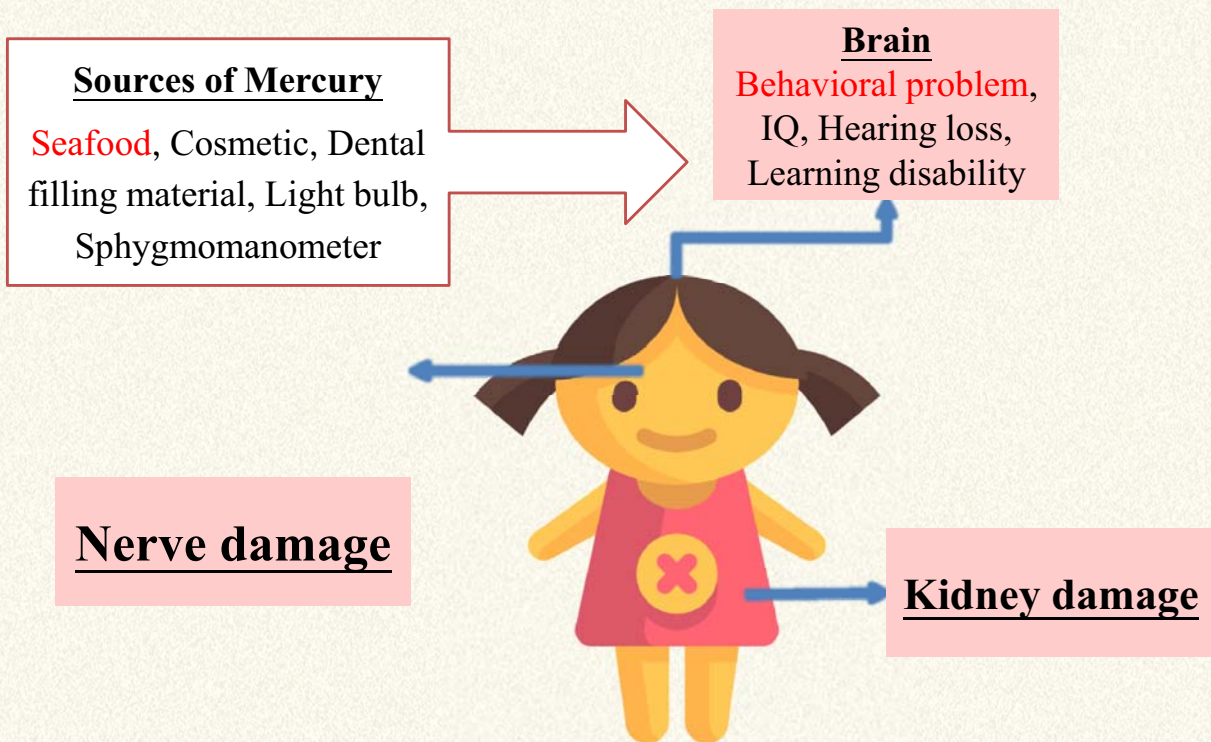 Sources of Mercury
Seafood, Cosmetic, Dental
filling material, Light bulb,
Sphygmomanometer
Brain
Behavioral problem,
IQ, Hearing loss,
Learning disability
Nerve damage
Kidney damage